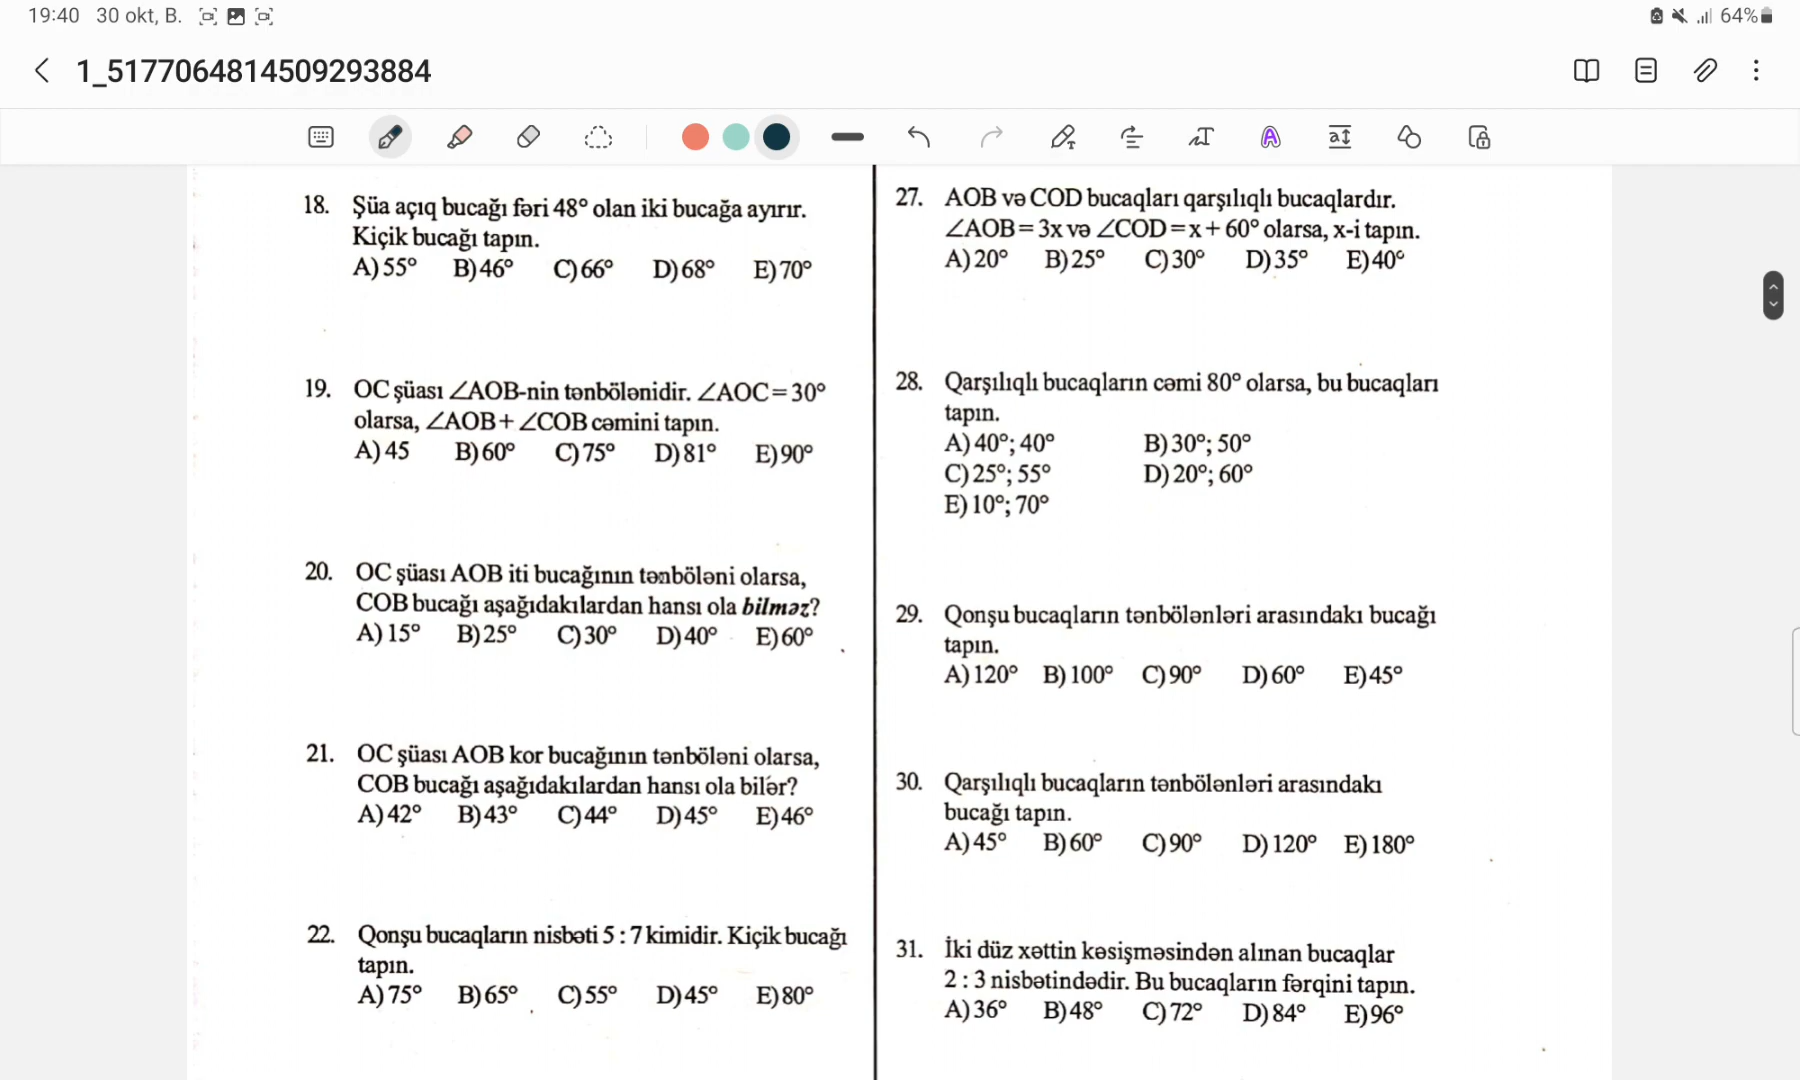 19:40 30 okt, B.
64%
1_5177064814509293884
18. Şüa açıq bucağı fəri 48° olan iki bucağa ayırır.
Kiçik bucağı tapın.
A) 55° B) 46° C) 66° D) 68° E) 70°
19. OC şüası ∠AOB-nin tənbölənidir. ∠AOC = 30°
olarsa, ∠AOB + ∠COB cəmini tapın.
A) 45 B) 60° C) 75° D) 81° E) 90°
20. OC şüası AOB iti bucağının tənböləni olarsa,
COB bucağı aşağıdakılardan hansı ola bilməz?
A) 15° B) 25° C) 30° D) 40° E) 60°
21. OC şüası AOB kor bucağının tənböləni olarsa,
COB bucağı aşağıdakılardan hansı ola bilər?
A) 42° B) 43° C) 44° D) 45° E) 46°
22. Qonşu bucaqların nisbəti 5 : 7 kimidir. Kiçik bucağı
tapın.
A) 75° B) 65° C) 55° D) 45° E) 80°
27. AOB və COD bucaqları qarşılıqlı bucaqlardır.
∠AOB = 3x və ∠COD = x + 60° olarsa, x-i tapın.
A) 20° B) 25° C) 30° D) 35° E) 40°
28. Qarşılıqlı bucaqların cəmi 80° olarsa, bu bucaqları
tapın.
A) 40°; 40° B) 30°; 50°
C) 25°; 55° D) 20°; 60°
E) 10°; 70°
29. Qonşu bucaqların tənbölənləri arasındakı bucağı
tapın.
A) 120° B) 100° C) 90° D) 60° E) 45°
30. Qarşılıqlı bucaqların tənbölənləri arasındakı
bucağı tapın.
A) 45° B) 60° C) 90° D) 120° E) 180°
31. İki düz xəttin kəsişməsindən alınan bucaqlar
2 : 3 nisbətindədir. Bu bucaqların fərqini tapın.
A) 36° B) 48° C) 72° D) 84° E) 96°